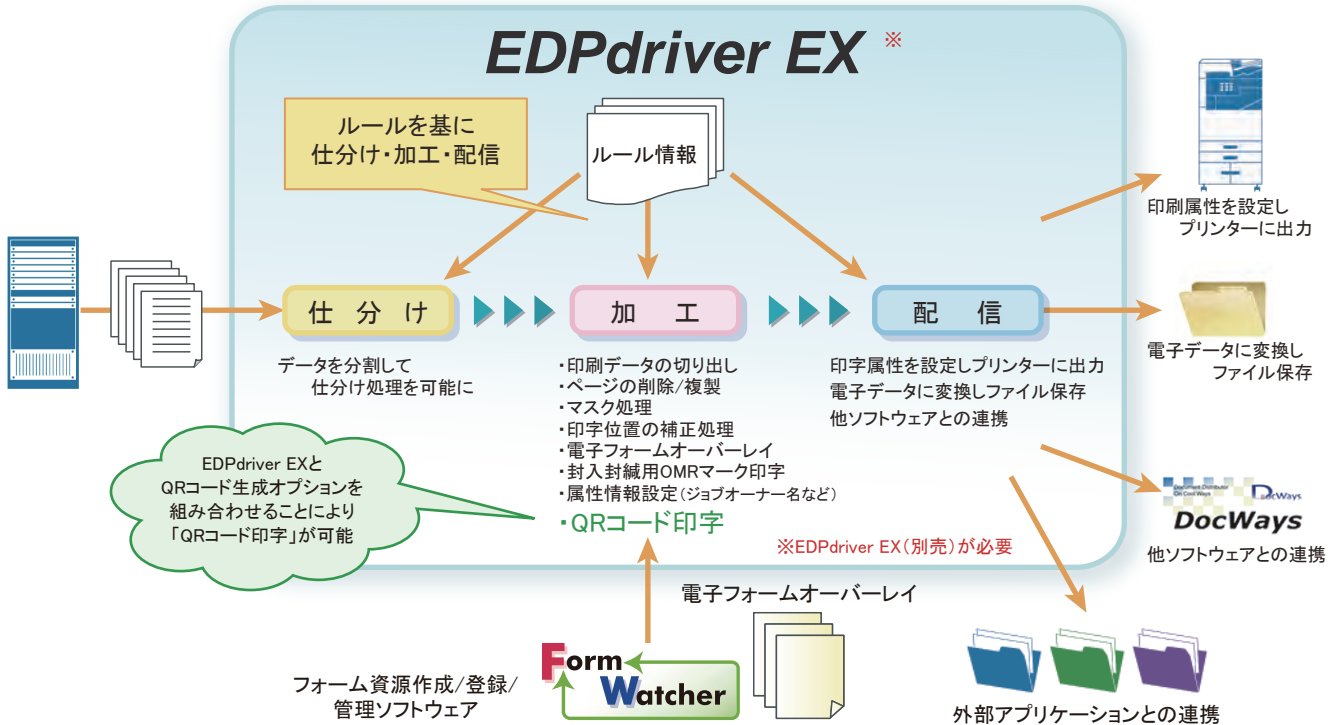 EDPdriver EX ※
ルールを基に
仕分け・加工・配信
ルール情報
仕 分 け
加 工
配 信
データを分割して
仕分け処理を可能に
・印刷データの切り出し
・ページの削除/複製
・マスク処理
・印字位置の補正処理
・電子フォームオーバーレイ
・封入封緘用OMRマーク印字
・属性情報設定（ジョブオーナー名など）
・QRコード印字
印字属性を設定しプリンターに出力
電子データに変換しファイル保存
他ソフトウェアとの連携
EDPdriver EXと
QRコード生成オプションを
組み合わせることにより
「QRコード印字」が可能
※EDPdriver EX（別売）が必要
印刷属性を設定し
プリンターに出力
電子データに変換し
ファイル保存
Document Distributor
On Cool Ways
DocWays
DocWays
他ソフトウェアとの連携
電子フォームオーバーレイ
フォーム資源作成/登録/
管理ソフトウェア
Form
Watcher
外部アプリケーションとの連携